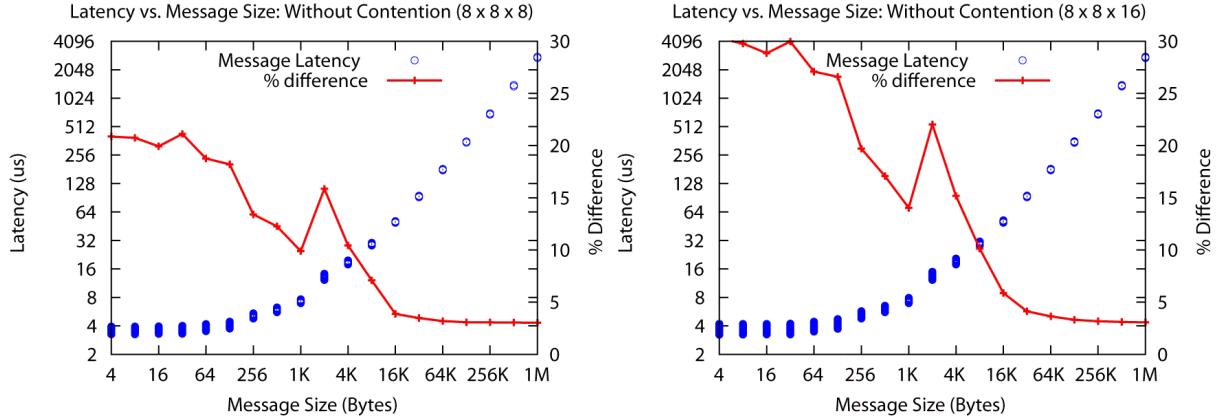 Latency vs. Message Size: Without Contention (8 x 8 x 8)
4096
2048
1024
512
256
128
64
32
16
8
4
2
30
25
20
15
10
5
0
Message Latency
% difference
Latency (us)
% Difference
4 16 64 256 1K 4K 16K 64K 256K 1M
Message Size (Bytes)
Latency vs. Message Size: Without Contention (8 x 8 x 16)
4096
2048
1024
512
256
128
64
32
16
8
4
2
30
25
20
15
10
5
0
Message Latency
% difference
Latency (us)
% Difference
4 16 64 256 1K 4K 16K 64K 256K 1M
Message Size (Bytes)